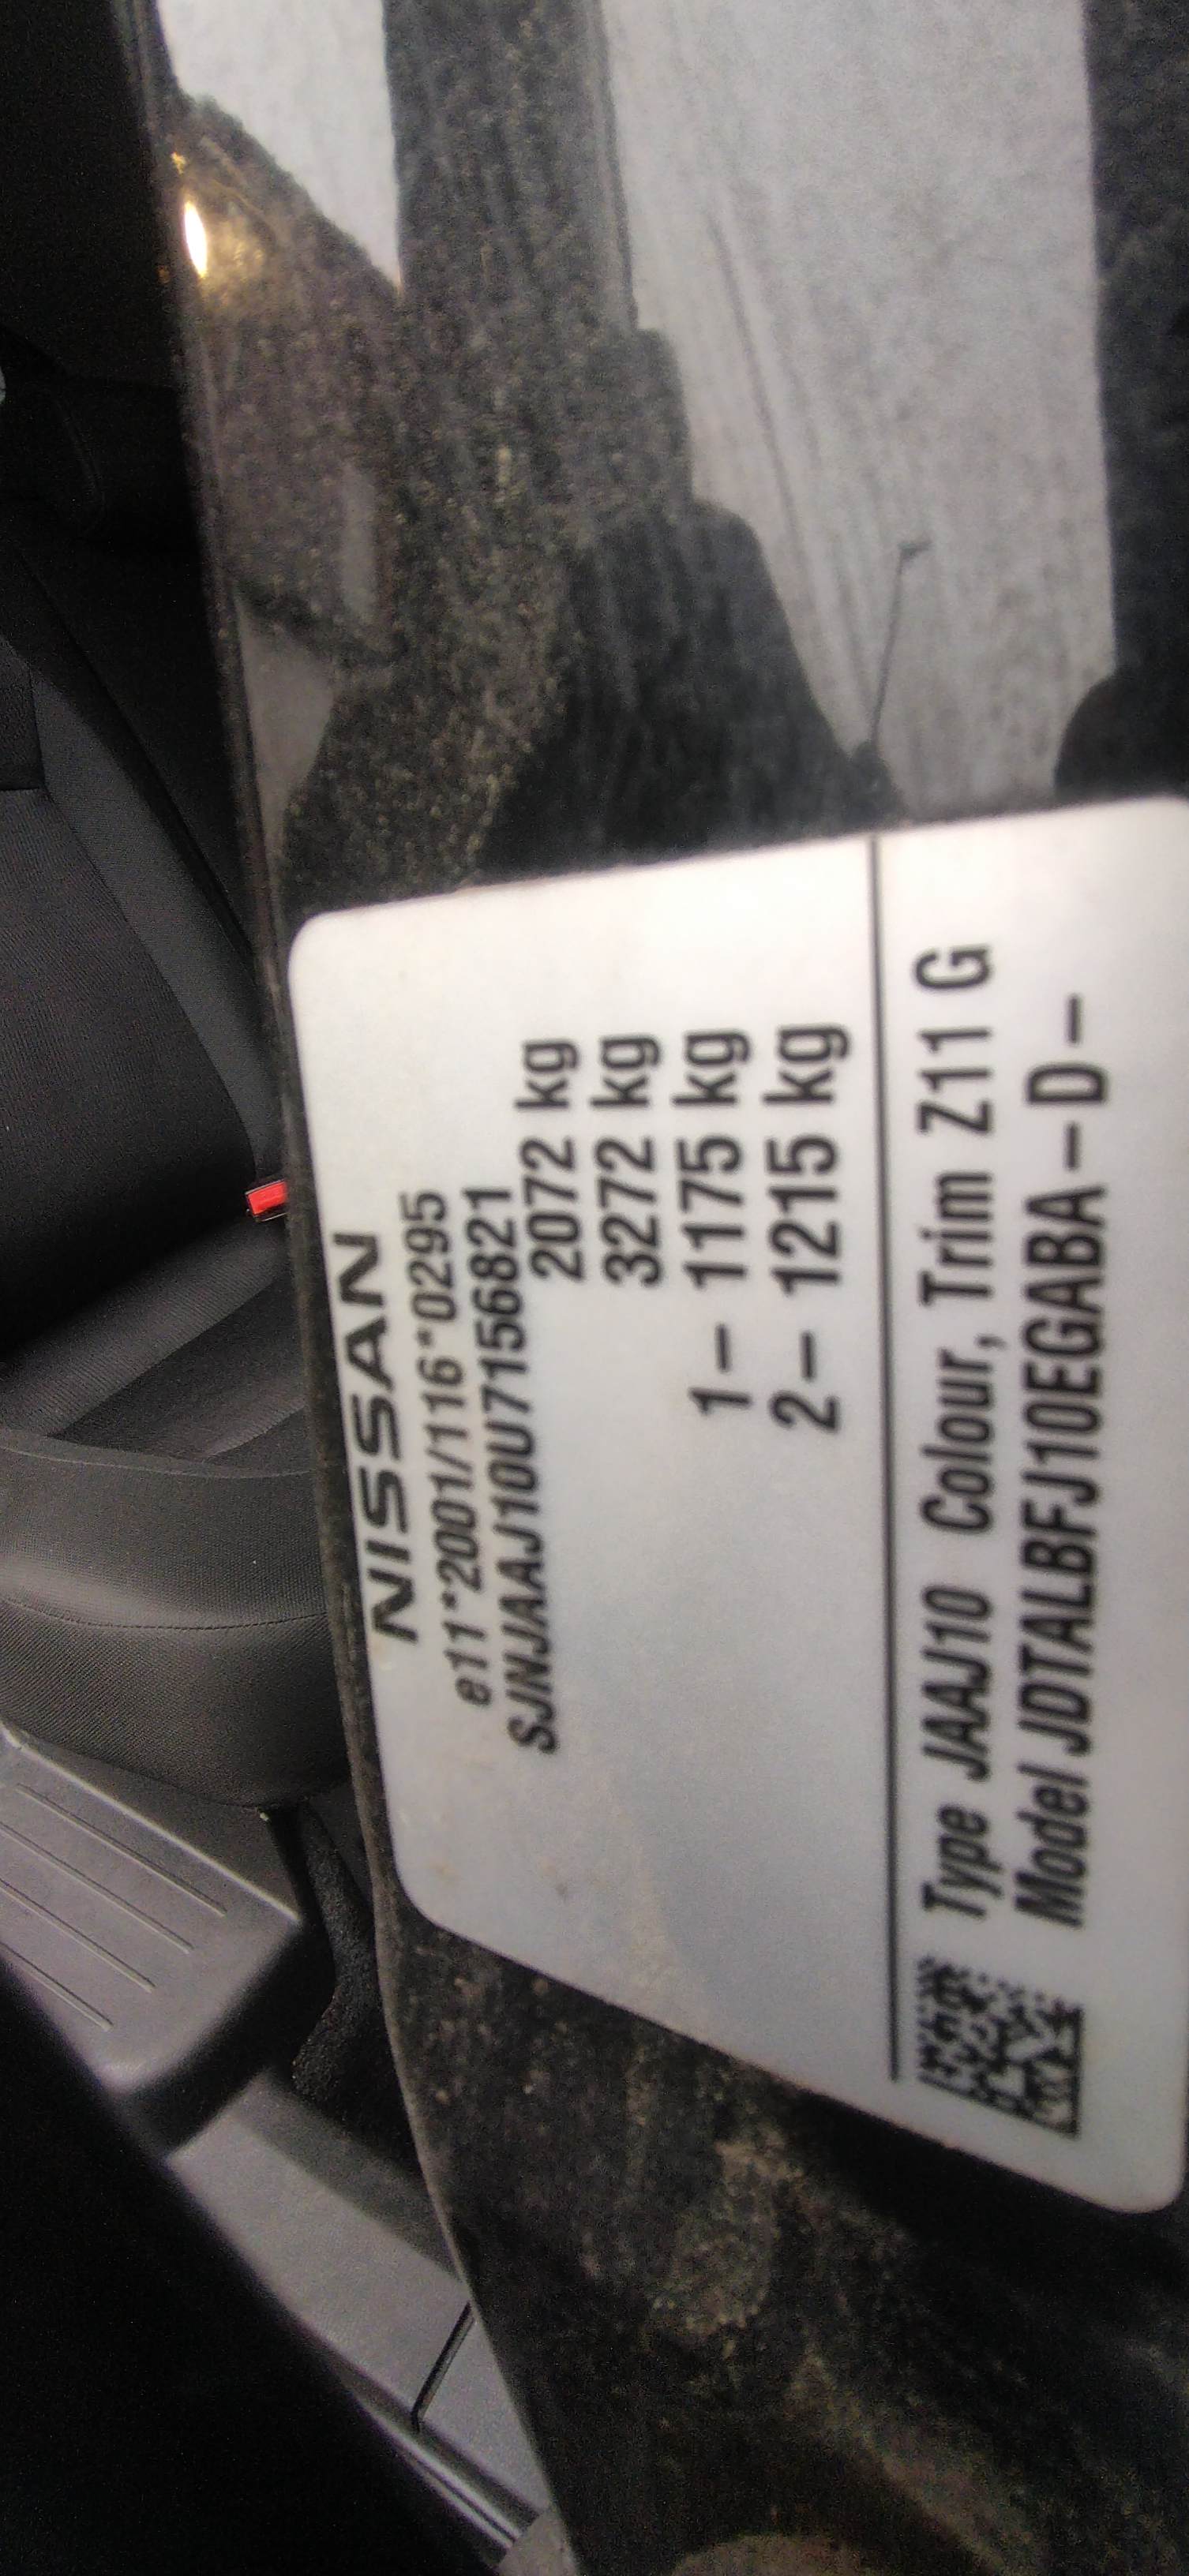 NISSAN
e11*2001/116*0295
SJNJAAJ10U7156821
2072 kg
3272 kg
1- 1175 kg
2- 1215 kg
Type JAAJ10 Colour, Trim Z11 G
Model JDTALBFJ10EGABA-D-